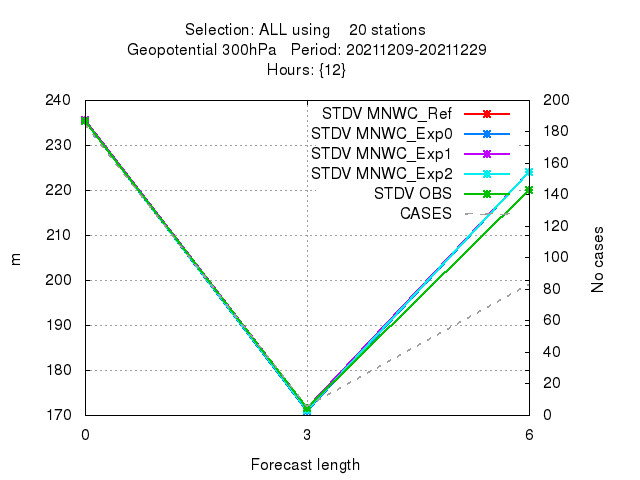 Selection: ALL using 20 stations
Geopotential 300hPa Period: 20211209-20211229
Hours: {12}
240
230
220
210
200
190
180
170
m
STDV MNWC_Ref
STDV MNWC_Exp0
STDV MNWC_Exp1
STDV MNWC_Exp2
STDV OBS
CASES
200
180
160
140
120
100
80
60
40
20
0
No cases
0 3 6
Forecast length